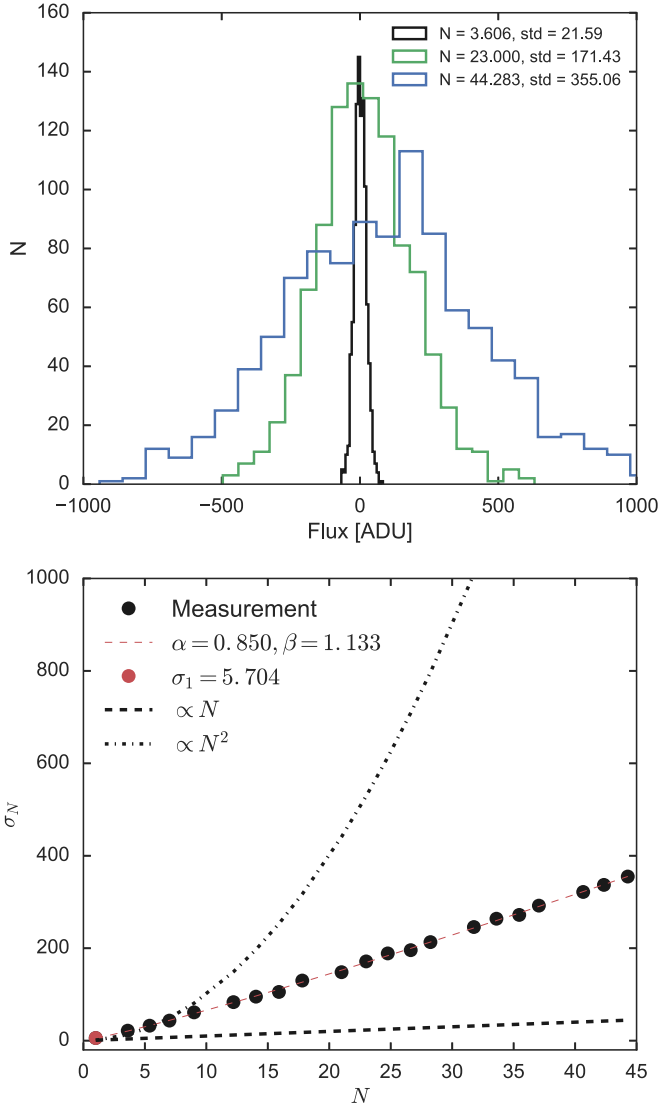 160
140
120
100
80
60
40
20
0
N
N = 3.606, std = 21.59
N = 23.000, std = 171.43
N = 44.283, std = 355.06
−1000
−500
0
500
1000
Flux [ADU]
1000
800
600
400
200
0
σN
Measurement
α=0.850, β=1.133
σ1=5.704
∝N
∝N²
0
5
10
15
20
25
30
35
40
45
N